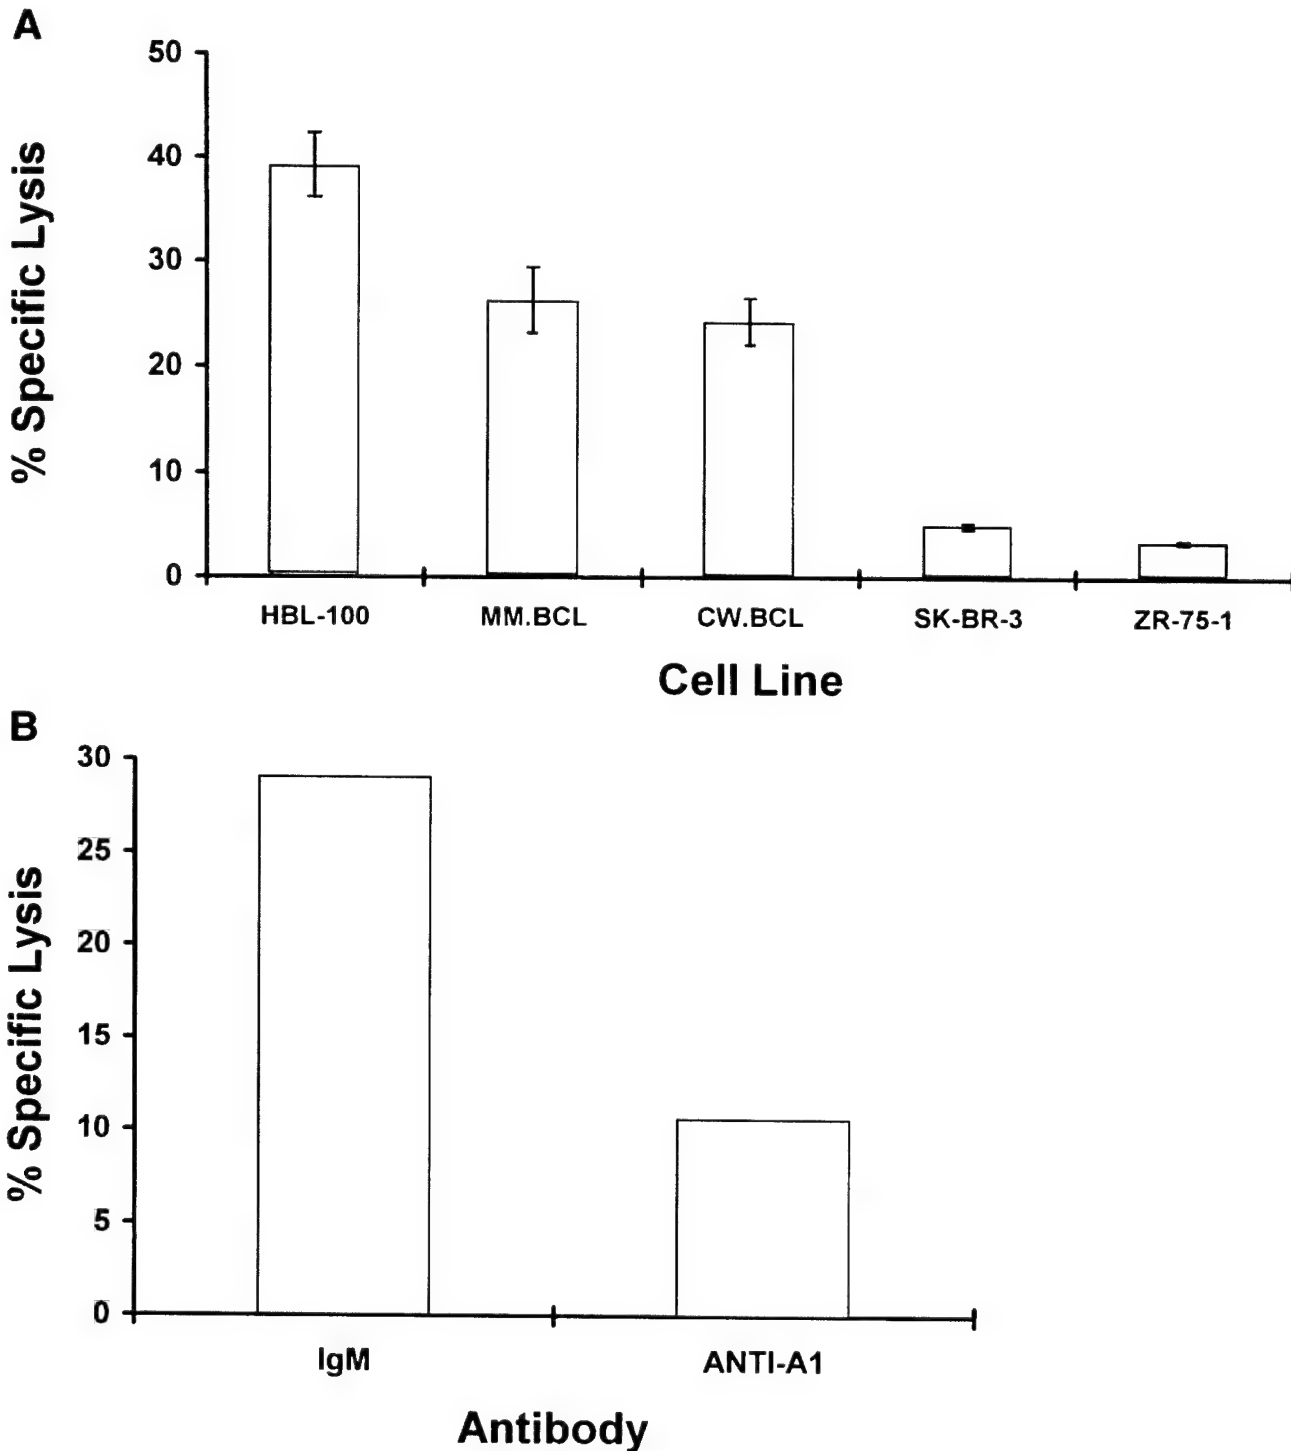 A
50
40
30
20
10
0
% Specific Lysis
HBL-100 MM.BCL CW.BCL SK-BR-3 ZR-75-1
Cell Line
B
30
25
20
15
10
5
0
% Specific Lysis
IgM ANTI-A1
Antibody